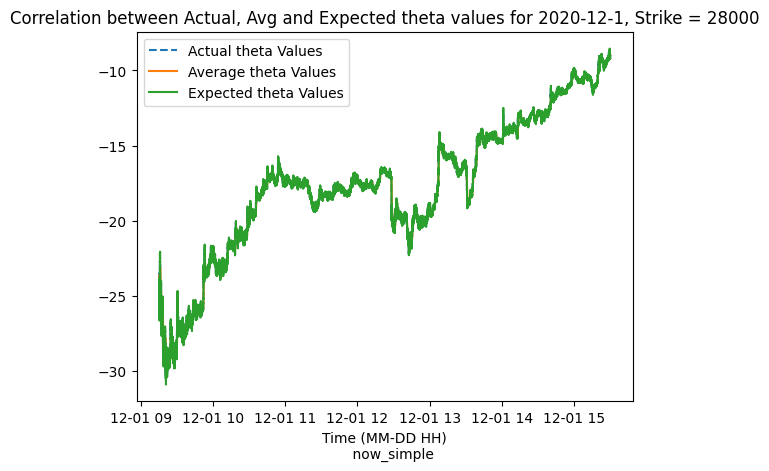 Correlation between Actual, Avg and Expected theta values for 2020-12-1, Strike = 28000
Actual theta Values
Average theta Values
Expected theta Values
−10
−15
−20
−25
−30
12-01 09 12-01 10 12-01 11 12-01 12 12-01 13 12-01 14 12-01 15
Time (MM-DD HH)
now_simple